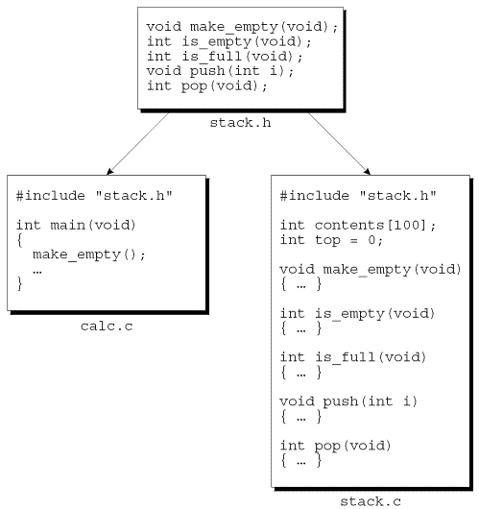 void make_empty(void);
int is_empty(void);
int is_full(void);
void push(int i);
int pop(void);
stack.h
#include "stack.h"
int main(void)
{
make_empty();
…
}
calc.c
#include "stack.h"
int contents[100];
int top = 0;
void make_empty(void)
{ … }
int is_empty(void)
{ … }
int is_full(void)
{ … }
void push(int i)
{ … }
int pop(void)
{ … }
stack.c